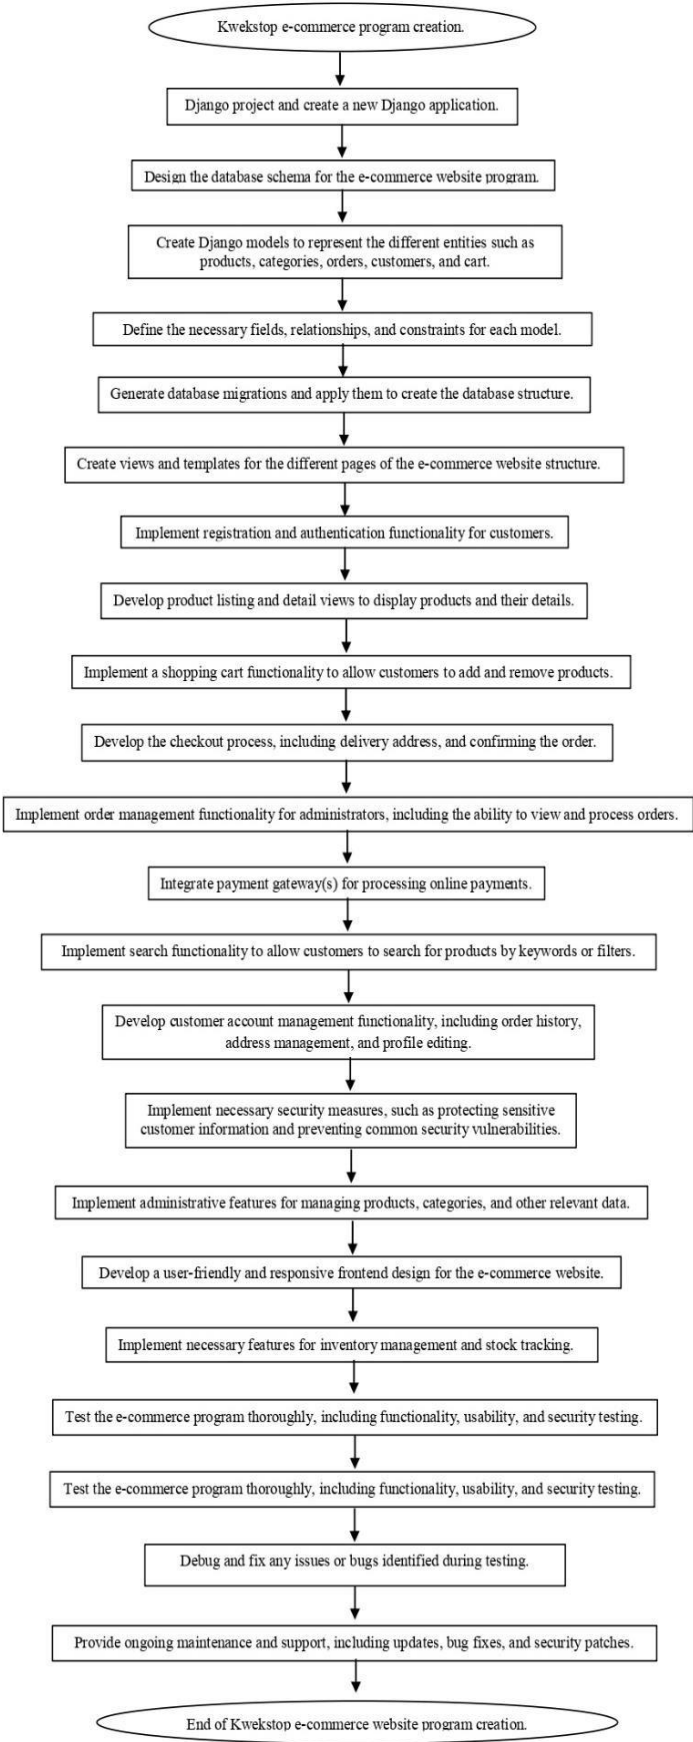 Kwekstop e-commerce program creation.
Django project and create a new Django application.
Design the database schema for the e-commerce website program.
Create Django models to represent the different entities such as
products, categories, orders, customers, and cart.
Define the necessary fields, relationships, and constraints for each model.
Generate database migrations and apply them to create the database structure.
Create views and templates for the different pages of the e-commerce website structure.
Implement registration and authentication functionality for customers.
Develop product listing and detail views to display products and their details.
Implement a shopping cart functionality to allow customers to add and remove products.
Develop the checkout process, including delivery address, and confirming the order.
Implement order management functionality for administrators, including the ability to view and process orders.
Integrate payment gateway(s) for processing online payments.
Implement search functionality to allow customers to search for products by keywords or filters.
Develop customer account management functionality, including order history,
address management, and profile editing.
Implement necessary security measures, such as protecting sensitive
customer information and preventing common security vulnerabilities.
Implement administrative features for managing products, categories, and other relevant data.
Develop a user-friendly and responsive frontend design for the e-commerce website.
Implement necessary features for inventory management and stock tracking.
Test the e-commerce program thoroughly, including functionality, usability, and security testing.
Test the e-commerce program thoroughly, including functionality, usability, and security testing.
Debug and fix any issues or bugs identified during testing.
Provide ongoing maintenance and support, including updates, bug fixes, and security patches.
End of Kwekstop e-commerce website program creation.